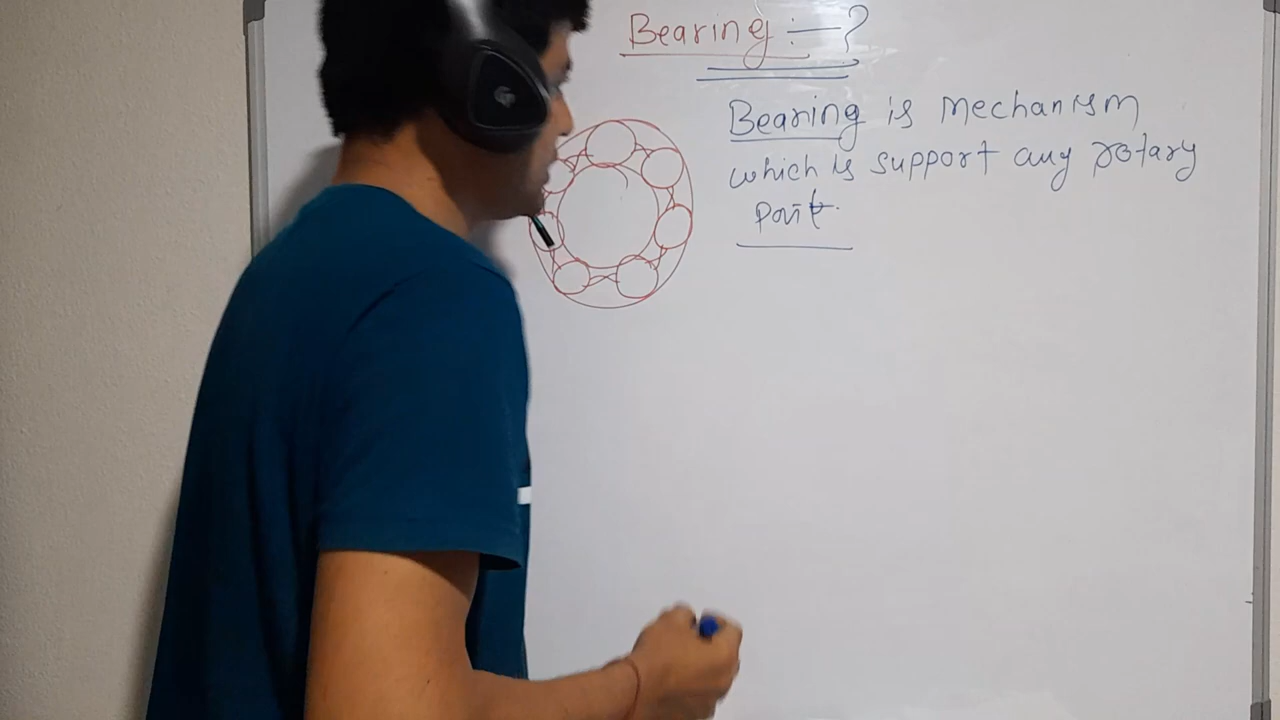 Bearing :- ?
Bearing is Mechanism
which is support any rotary
Part.